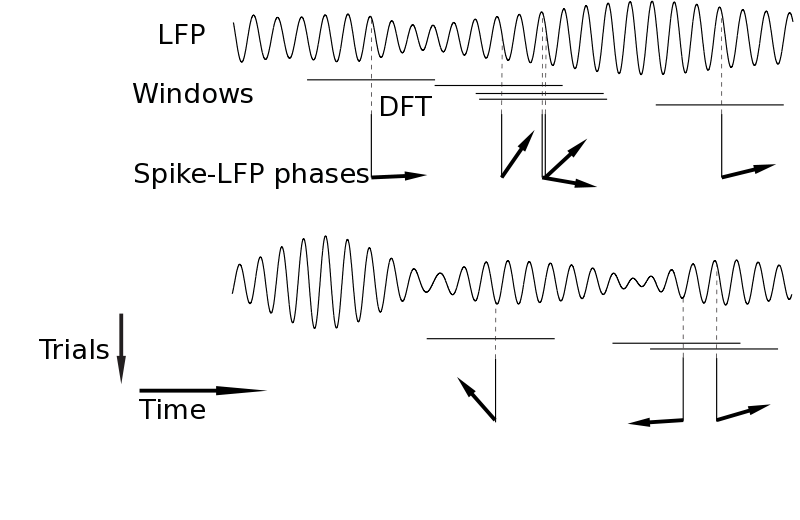 LFP
Windows
DFT
Spike-LFP phases
Trials
Time